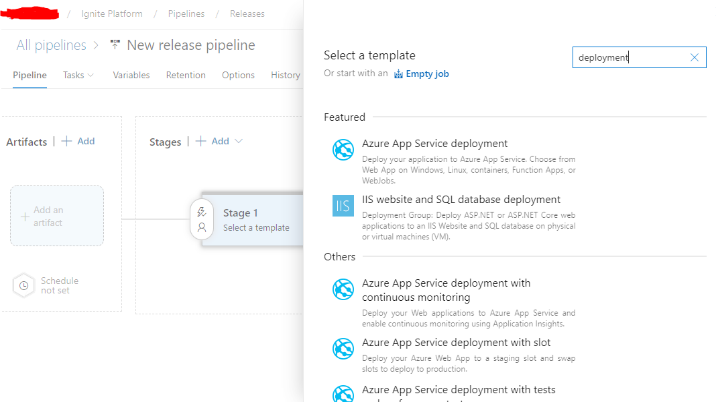 / Ignite Platform / Pipelines / Releases
All pipelines > New release pipeline
Pipeline Tasks Variables Retention Options History
Artifacts | + Add
Stages | + Add
+ Add an
artifact
Schedule
not set
Stage 1
Select a template
Select a template
Or start with an Empty job
deployment
Featured
Azure App Service deployment
Deploy your application to Azure App Service. Choose from
Web App on Windows, Linux, containers, Function Apps, or
WebJobs.
IIS
IIS website and SQL database deployment
Deployment Group: Deploy ASP.NET or ASP.NET Core web
applications to an IIS Website and SQL database on physical
or virtual machines (VM).
Others
Azure App Service deployment with
continuous monitoring
Deploy your Web applications to Azure App Service and
enable continuous monitoring using Application Insights.
Azure App Service deployment with slot
Deploy your Azure Web App to a staging slot and swap
slots to deploy to production.
Azure App Service deployment with tests